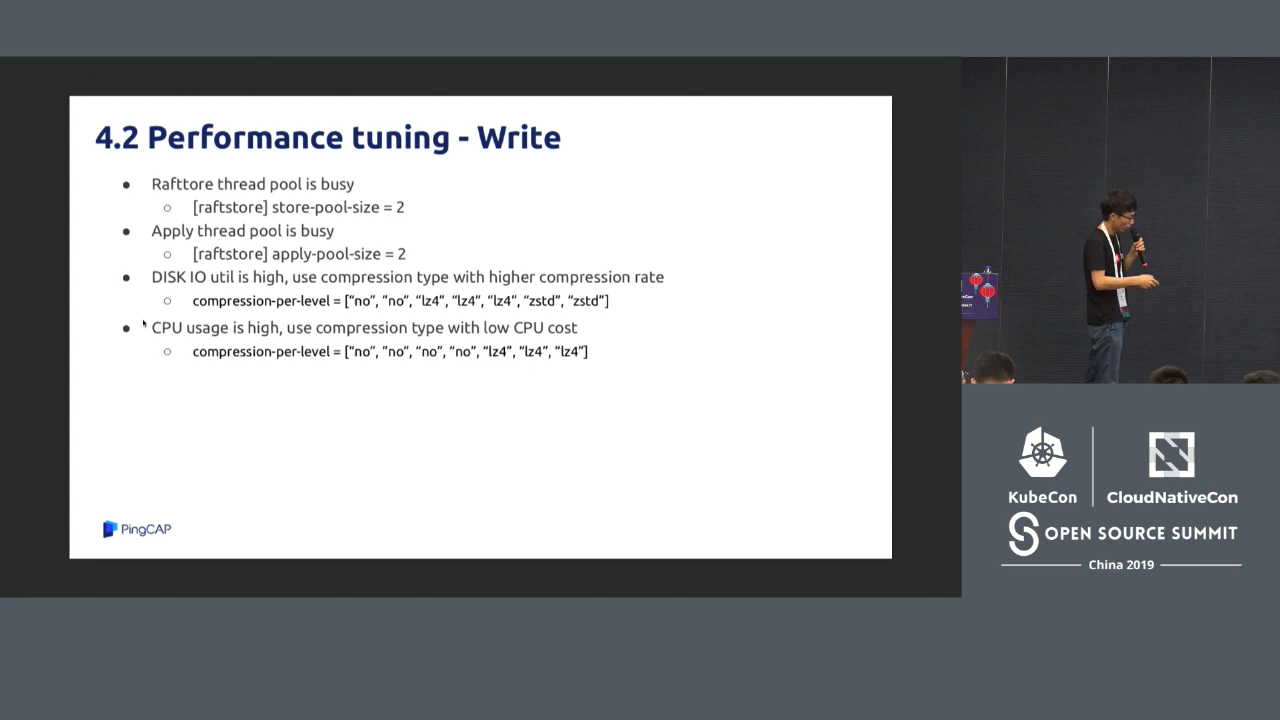 4.2 Performance tuning - Write
● Rafttore thread pool is busy
○ [raftstore] store-pool-size = 2
● Apply thread pool is busy
○ [raftstore] apply-pool-size = 2
● DISK IO util is high, use compression type with higher compression rate
○ compression-per-level = [“no”, “no”, “lz4”, “lz4”, “lz4”, “zstd”, “zstd”]
● CPU usage is high, use compression type with low CPU cost
○ compression-per-level = [“no”, “no”, “no”, “no”, “lz4”, “lz4”, “lz4”]
PingCAP
KubeCon
CloudNativeCon
OPEN SOURCE SUMMIT
China 2019